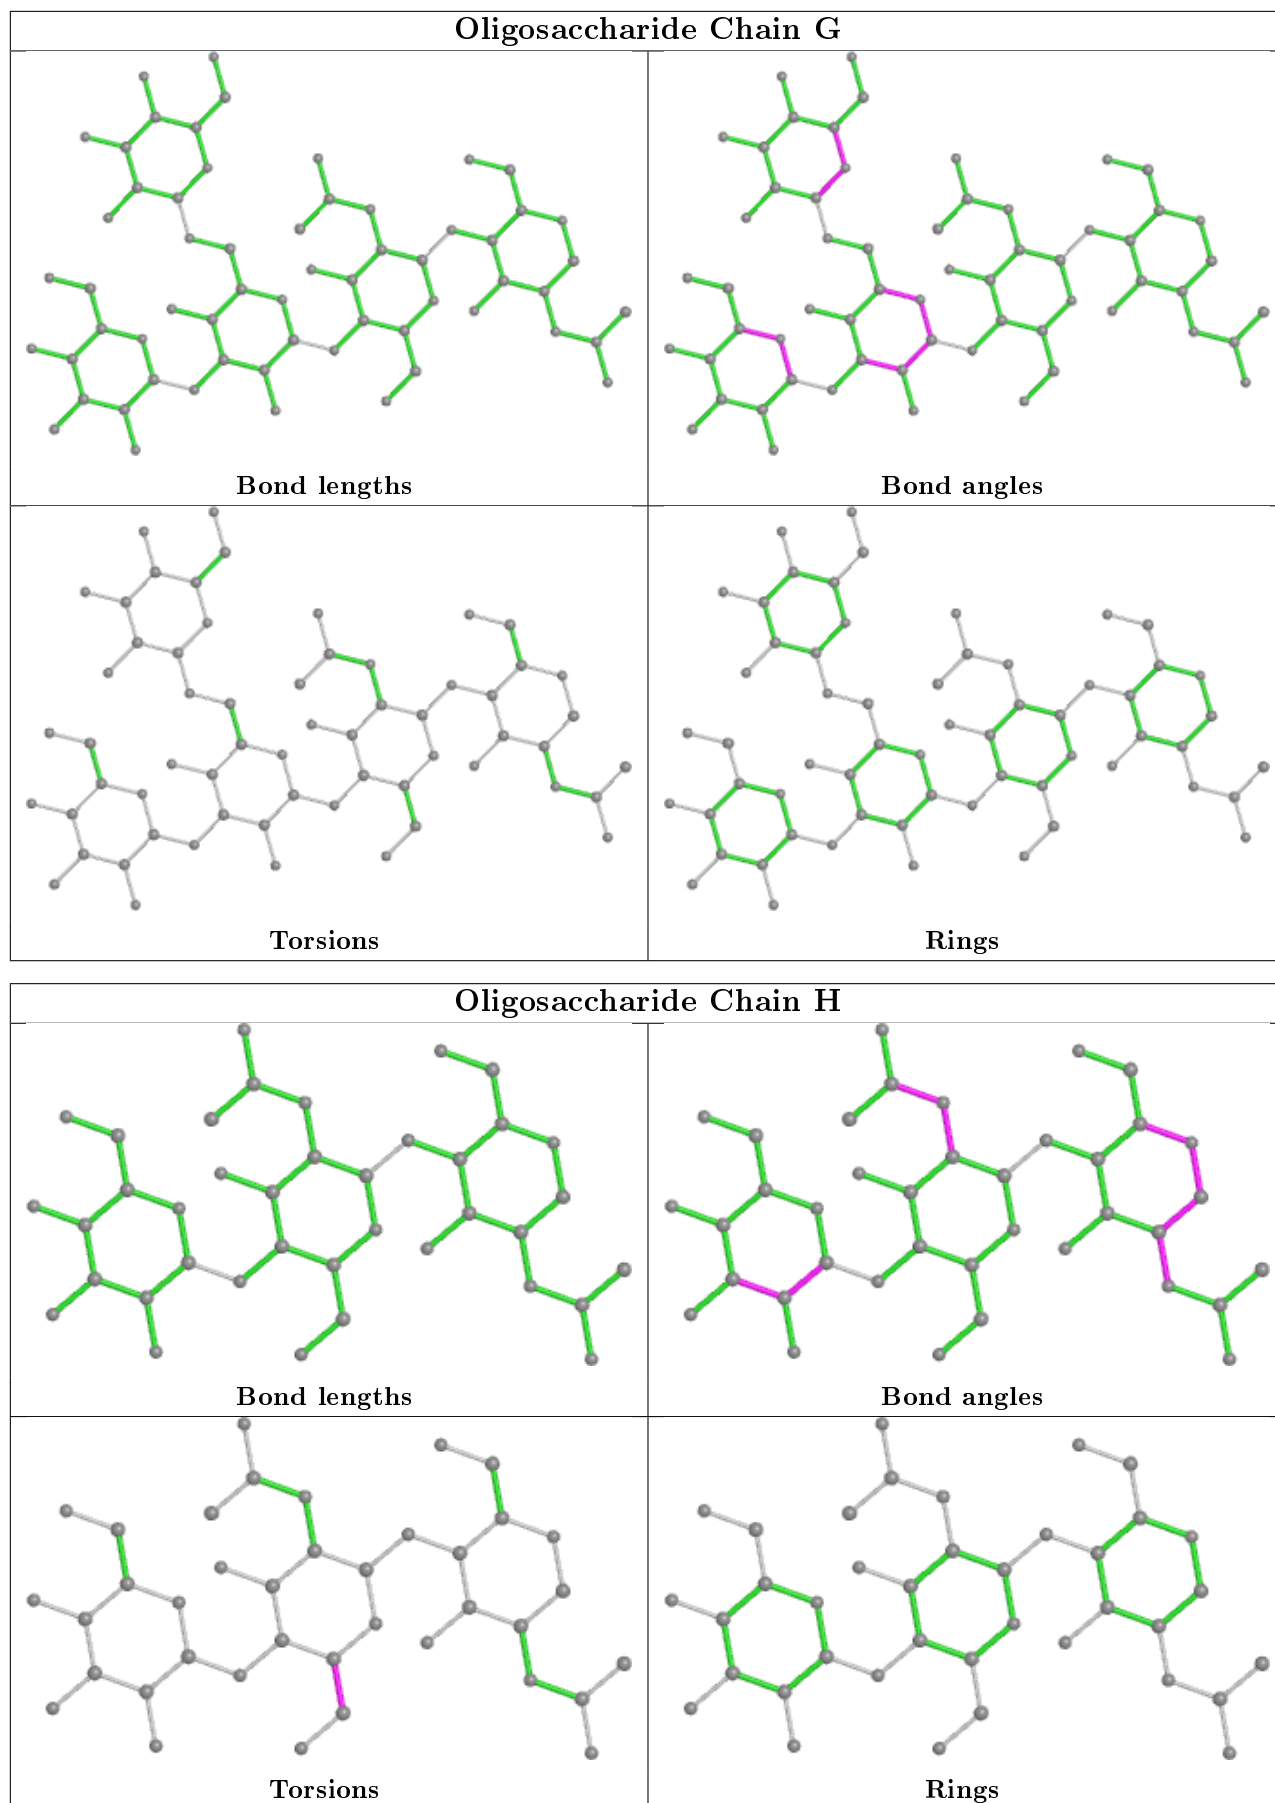 Oligosaccharide Chain G
Bond lengths
Bond angles
Torsions
Rings
Oligosaccharide Chain H
Bond lengths
Bond angles
Torsions
Rings